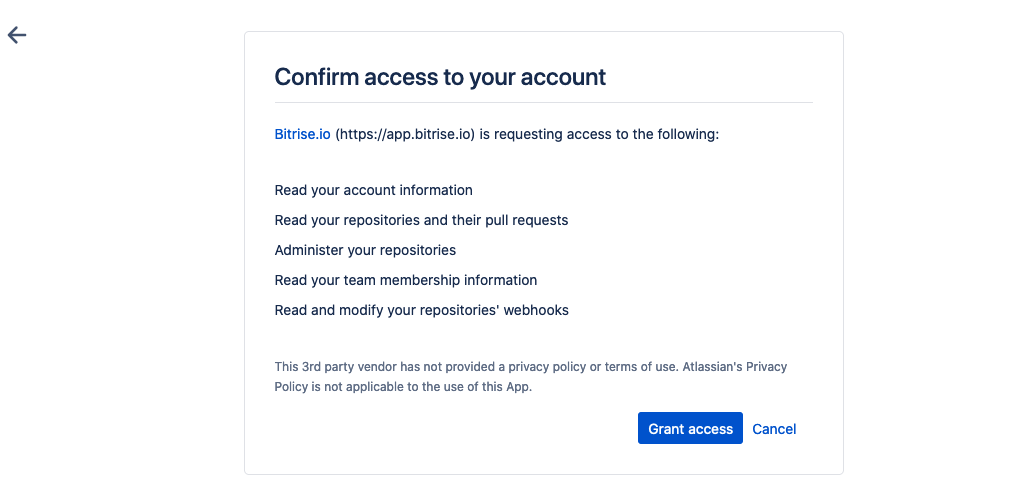 Confirm access to your account
Bitrise.io (https://app.bitrise.io) is requesting access to the following:
Read your account information
Read your repositories and their pull requests
Administer your repositories
Read your team membership information
Read and modify your repositories' webhooks
This 3rd party vendor has not provided a privacy policy or terms of use. Atlassian's Privacy
Policy is not applicable to the use of this App.
Grant access Cancel